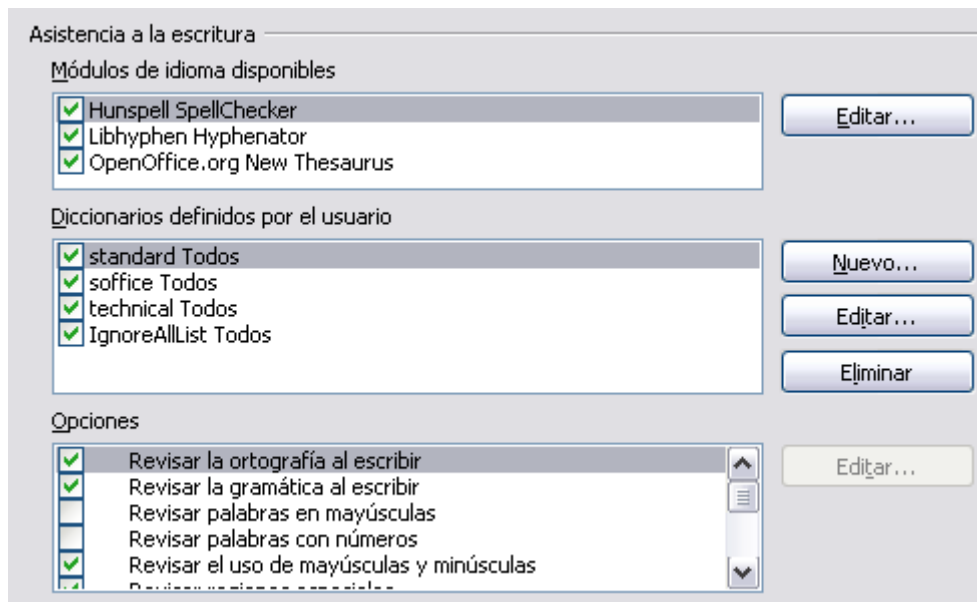 Asistencia a la escritura
Módulos de idioma disponibles
Hunspell SpellChecker
Libhyphen Hyphenator
OpenOffice.org New Thesaurus
Editar...
Diccionarios definidos por el usuario
standard Todos
soffice Todos
technical Todos
IgnoreAllList Todos
Nuevo...
Editar...
Eliminar
Opciones
Revisar la ortografía al escribir
Revisar la gramática al escribir
Revisar palabras en mayúsculas
Revisar palabras con números
Revisar el uso de mayúsculas y minúsculas
Revisar regiones especiales
Editar...